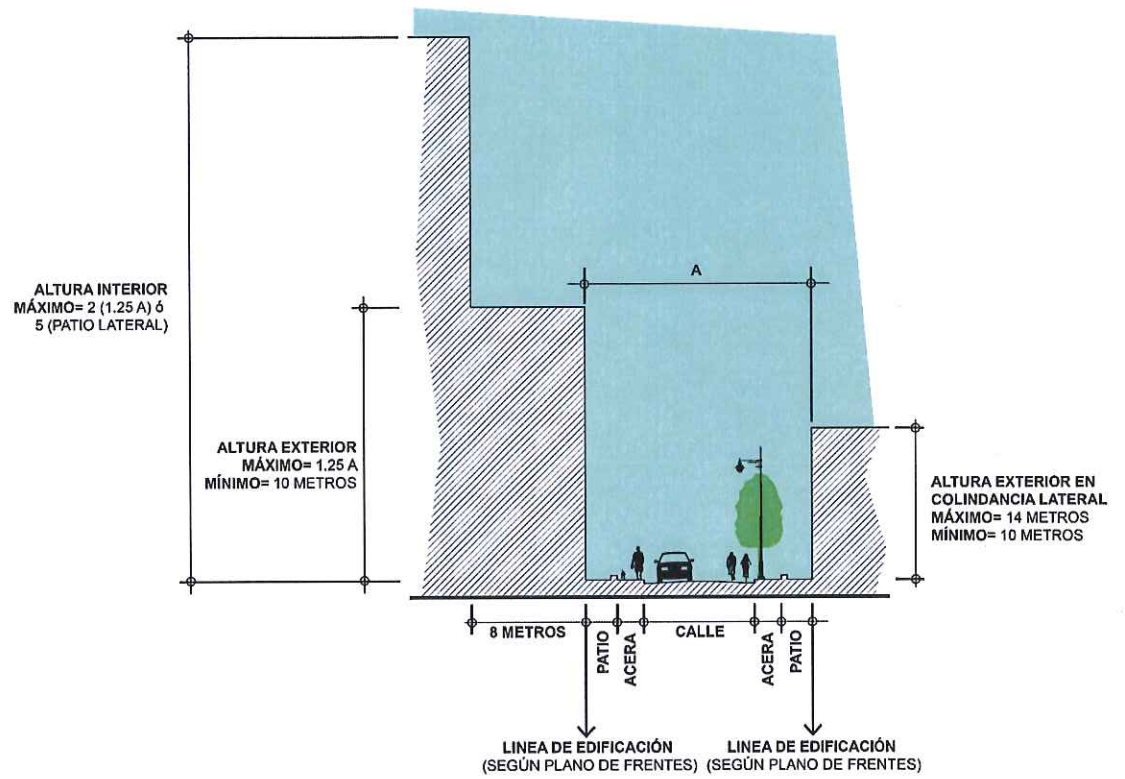 A
ALTURA INTERIOR
MÁXIMO= 2 (1.25 A) ó
5 (PATIO LATERAL)
ALTURA EXTERIOR
MÁXIMO= 1.25 A
MÍNIMO= 10 METROS
ALTURA EXTERIOR EN
COLINDANCIA LATERAL
MÁXIMO= 14 METROS
MÍNIMO= 10 METROS
8 METROS
PATIO
ACERA
CALLE
ACERA
PATIO
LINEA DE EDIFICACIÓN
(SEGÚN PLANO DE FRENTES)
LINEA DE EDIFICACIÓN
(SEGÚN PLANO DE FRENTES)